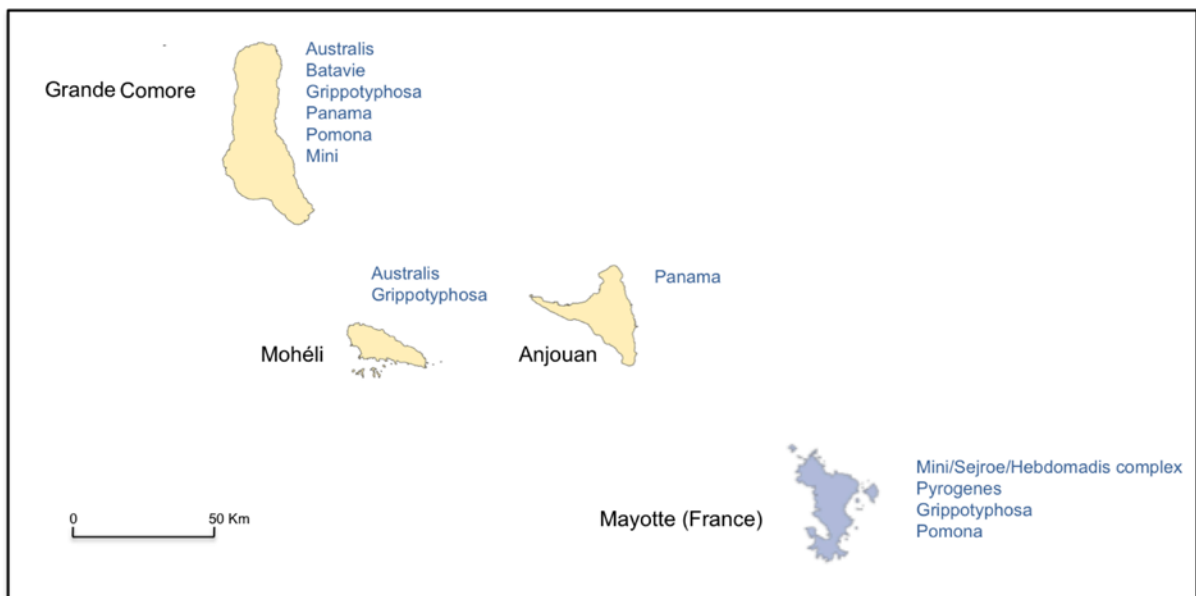 Grande Comore
Australis
Batavie
Grippotyphosa
Panama
Pomona
Mini
Australis
Grippotyphosa
Mohéli
Panama
Anjouan
Mini/Sejroe/Hebdomadis complex
Pyrogenes
Grippotyphosa
Pomona
Mayotte (France)
0 50 Km